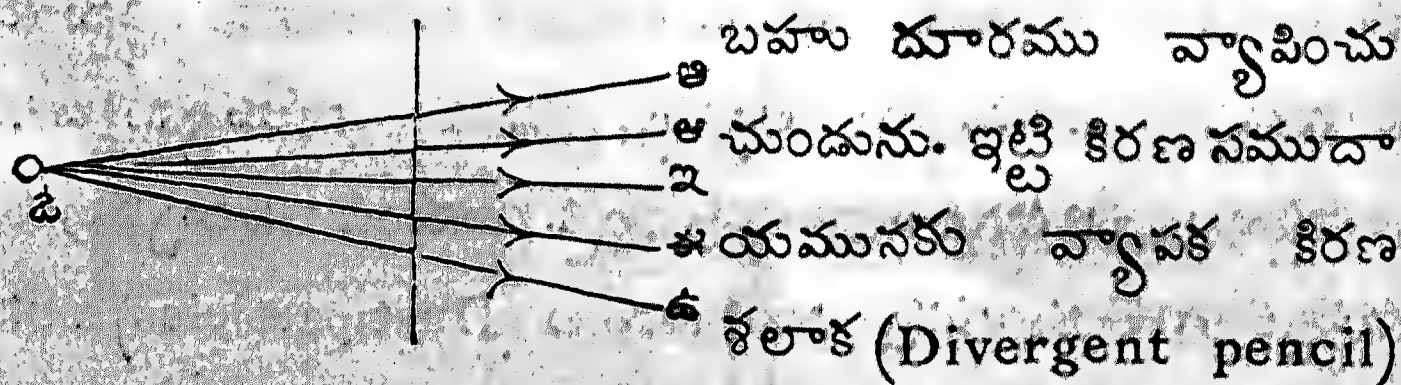 బహు దూరము వ్యాపించు
చుండును. ఇట్టి కిరణ సముదా
యమునకు వ్యాపక కిరణ
శలాక (Divergent pencil)
అ
ఆ
ఇ
ఈ
ఉ